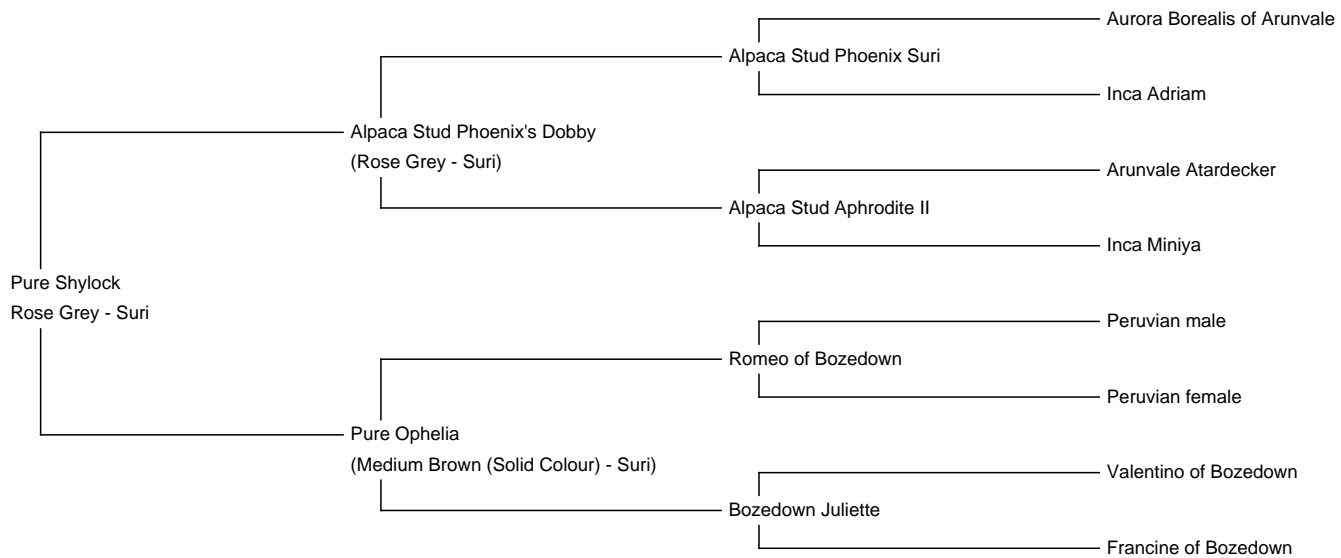 Aurora Borealis of Arunvale
Alpaca Stud Phoenix Suri
Inca Adriam
Alpaca Stud Phoenix's Dobby
(Rose Grey - Suri)
Arunvale Atardecker
Alpaca Stud Aphrodite II
Inca Miniya
Pure Shylock
Rose Grey - Suri
Peruvian male
Romeo of Bozedown
Peruvian female
Pure Ophelia
(Medium Brown (Solid Colour) - Suri)
Valentino of Bozedown
Bozedown Juliette
Francine of Bozedown